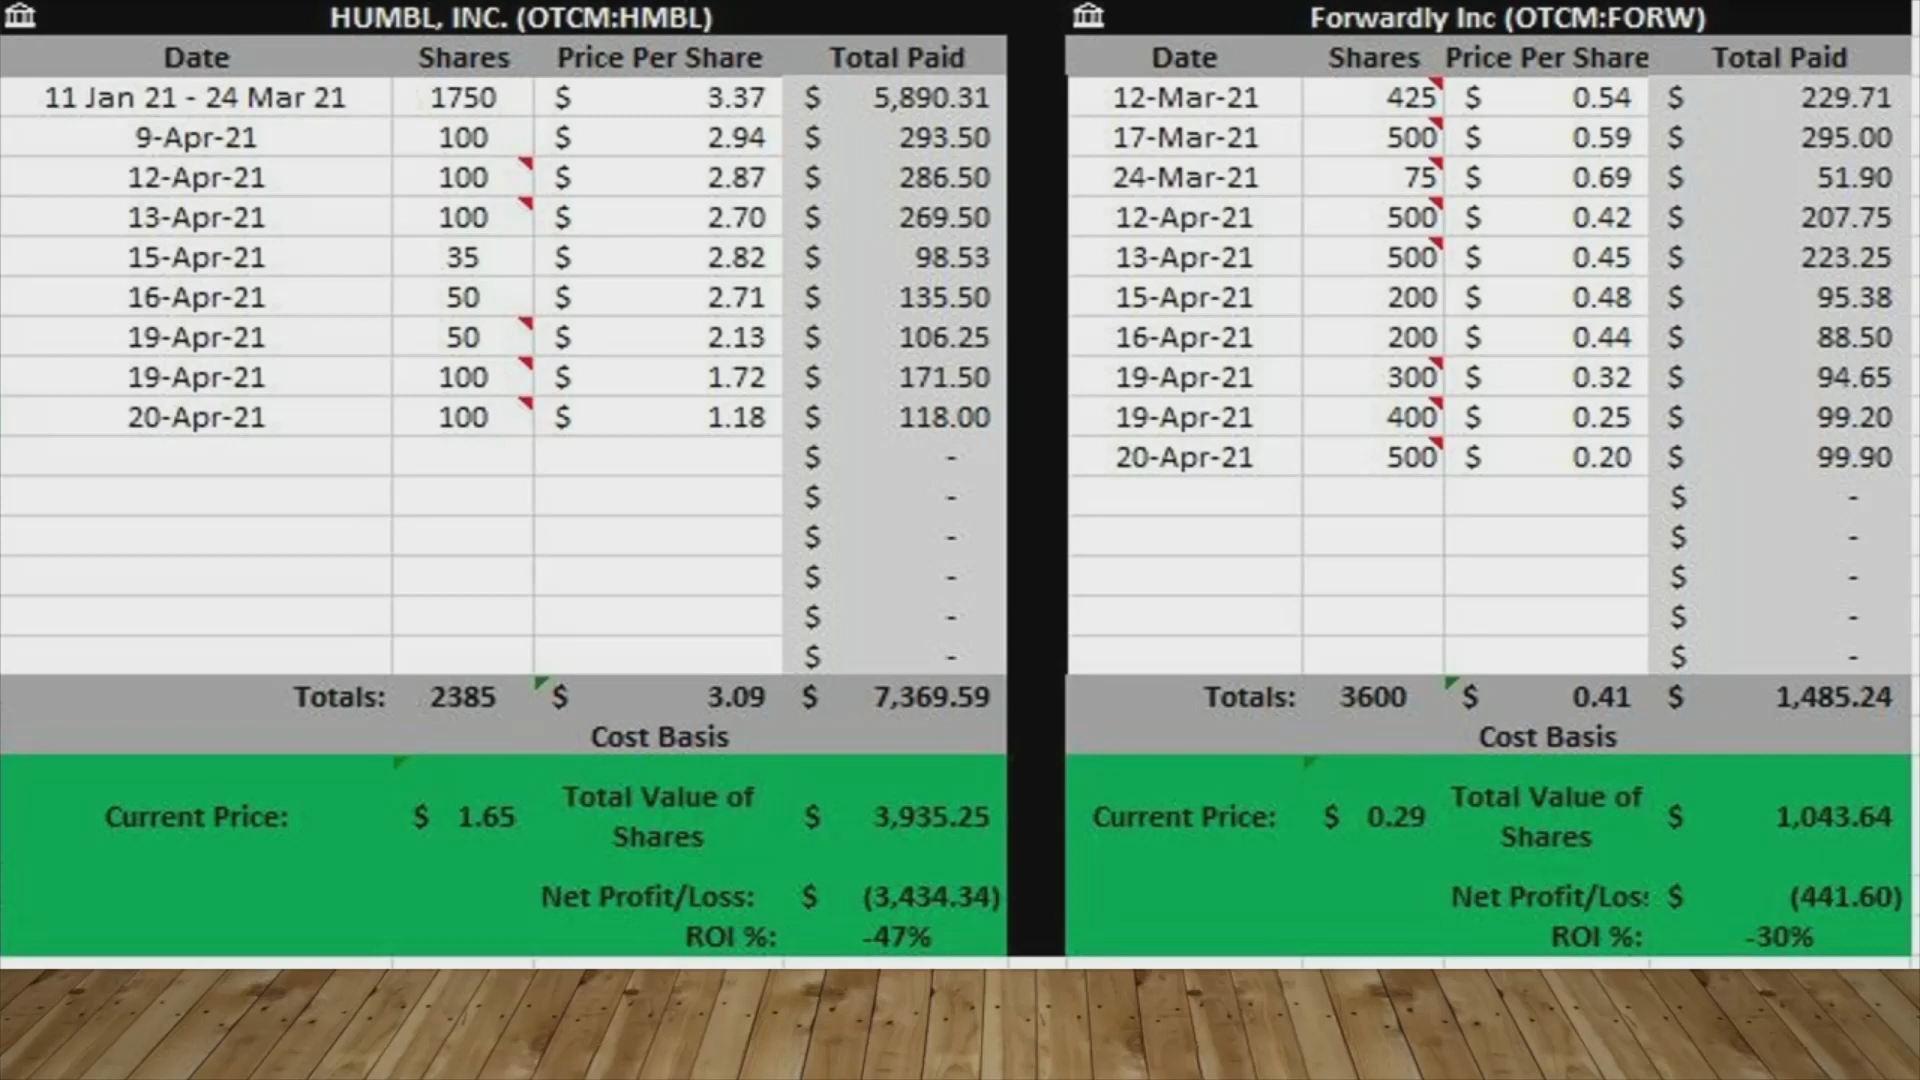 HUMBL, INC. (OTCM:HMBL)
Date Shares Price Per Share Total Paid
11 Jan 21 - 24 Mar 21 1750 $ 3.37 $ 5,890.31
9-Apr-21 100 $ 2.94 $ 293.50
12-Apr-21 100 $ 2.87 $ 286.50
13-Apr-21 100 $ 2.70 $ 269.50
15-Apr-21 35 $ 2.82 $ 98.53
16-Apr-21 50 $ 2.71 $ 135.50
19-Apr-21 50 $ 2.13 $ 106.25
19-Apr-21 100 $ 1.72 $ 171.50
20-Apr-21 100 $ 1.18 $ 118.00
$ -
$ -
$ -
$ -
$ -
$ -
Totals: 2385 $ 3.09 $ 7,369.59
Cost Basis
Current Price: $ 1.65 Total Value of Shares $ 3,935.25
Net Profit/Loss: $ (3,434.34)
ROI %: -47%
Forwardly Inc (OTCM:FORW)
Date Shares Price Per Share Total Paid
12-Mar-21 425 $ 0.54 $ 229.71
17-Mar-21 500 $ 0.59 $ 295.00
24-Mar-21 75 $ 0.69 $ 51.90
12-Apr-21 500 $ 0.42 $ 207.75
13-Apr-21 500 $ 0.45 $ 223.25
15-Apr-21 200 $ 0.48 $ 95.38
16-Apr-21 200 $ 0.44 $ 88.50
19-Apr-21 300 $ 0.32 $ 94.65
19-Apr-21 400 $ 0.25 $ 99.20
20-Apr-21 500 $ 0.20 $ 99.90
$ -
$ -
$ -
$ -
$ -
Totals: 3600 $ 0.41 $ 1,485.24
Cost Basis
Current Price: $ 0.29 Total Value of Shares $ 1,043.64
Net Profit/Los: $ (441.60)
ROI %: -30%